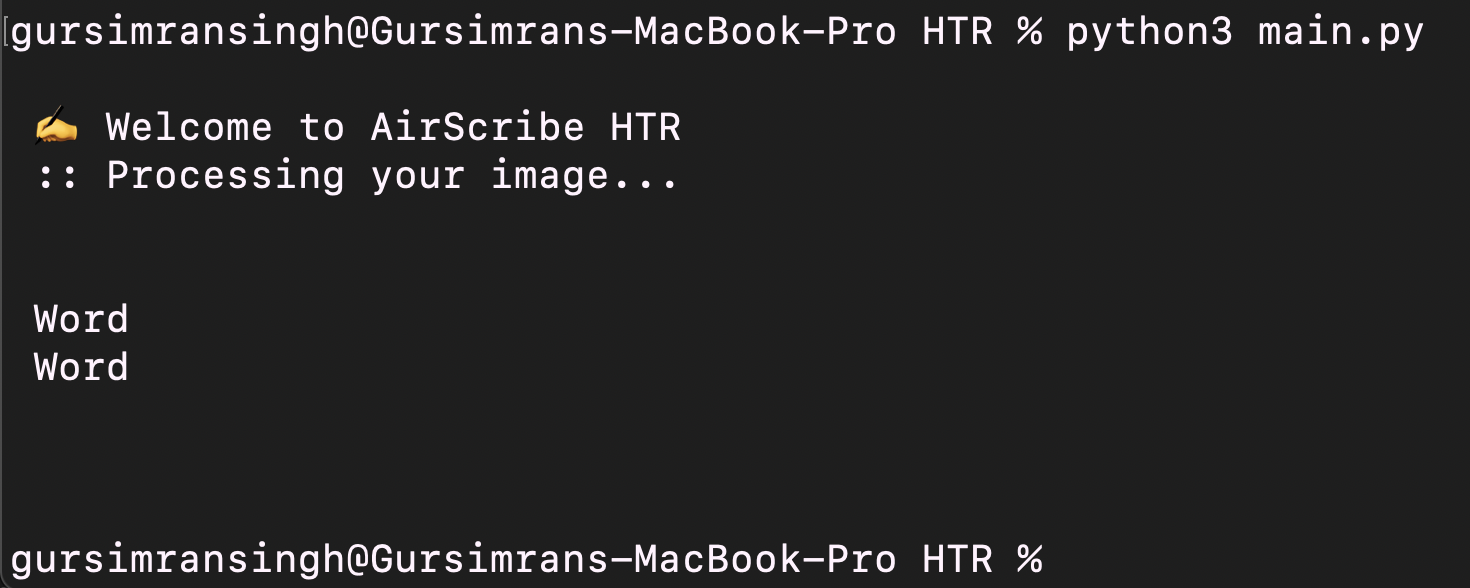 gursimransingh@Gursimrans-MacBook-Pro HTR % python3 main.py
✍️ Welcome to AirScribe HTR
:: Processing your image...
Word
Word
gursimransingh@Gursimrans-MacBook-Pro HTR %